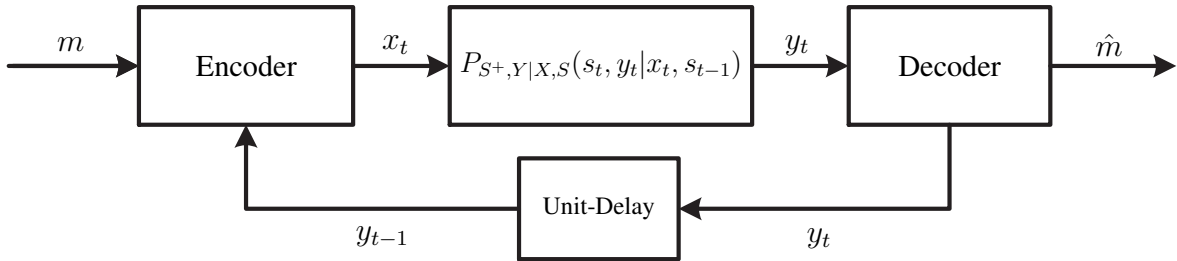 m
Encoder
x_t
P_{S^+,Y|X,S}(s_t, y_t|x_t, s_{t-1})
y_t
Decoder
\hat{m}
Unit-Delay
y_{t-1}
y_t